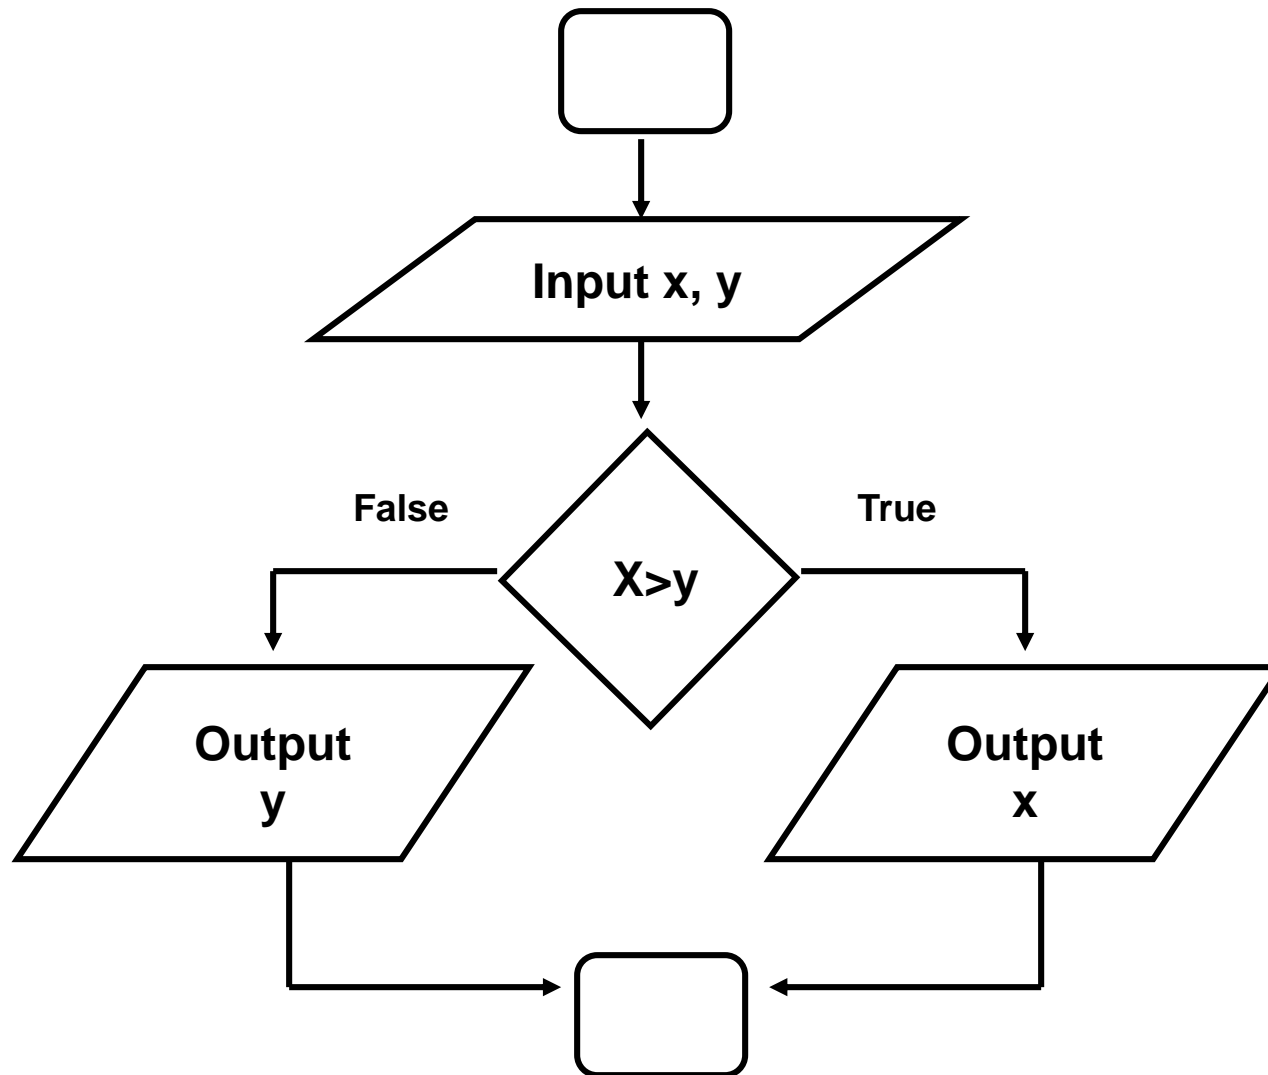 Input x, y
False
True
X>y
Output
y
Output
x